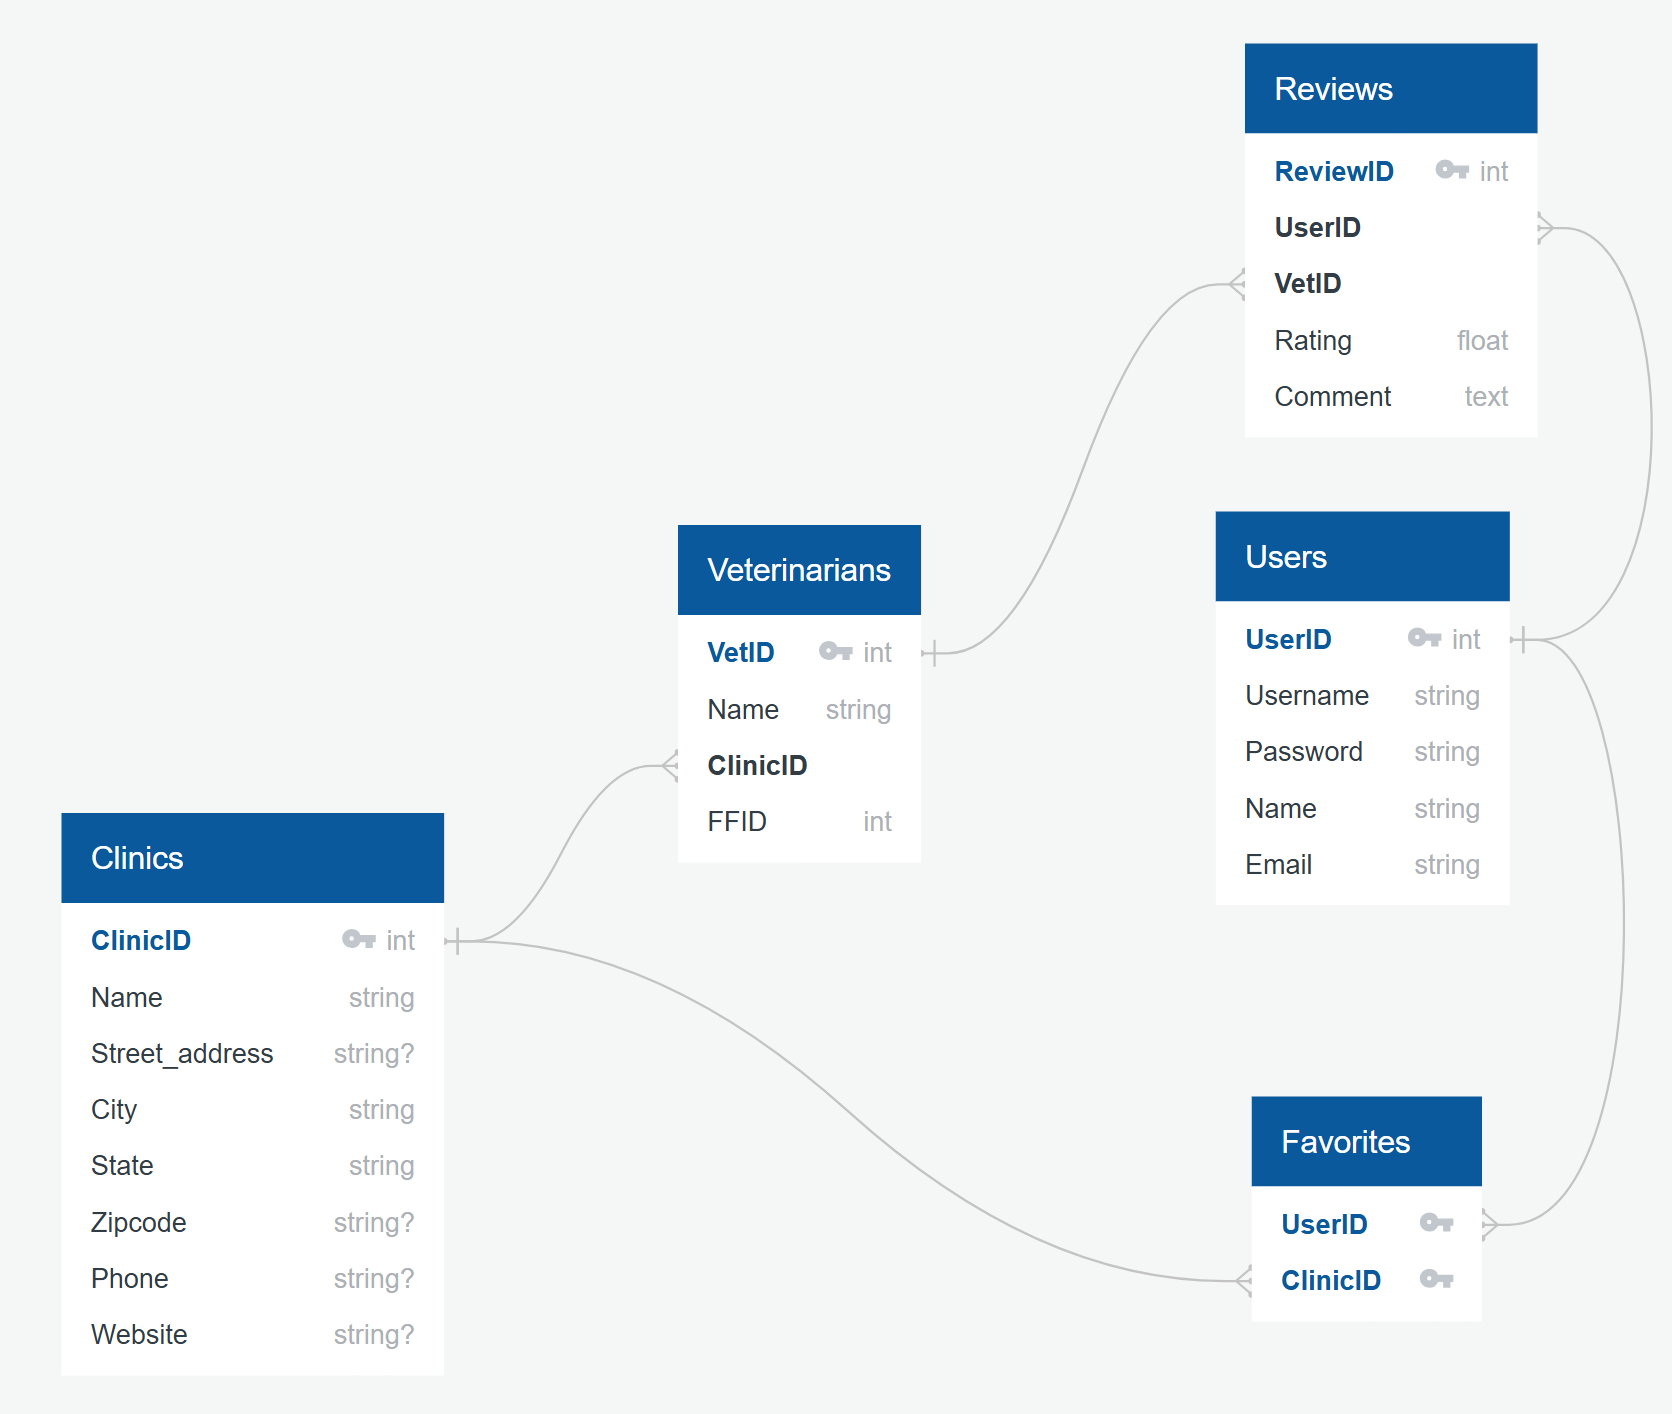 Reviews
ReviewID int
UserID
VetID
Rating float
Comment text
Users
UserID int
Username string
Password string
Name string
Email string
Veterinarians
VetID int
Name string
ClinicID
FFID int
Clinics
ClinicID int
Name string
Street_address string?
City string
State string
Zipcode string?
Phone string?
Website string?
Favorites
UserID
ClinicID